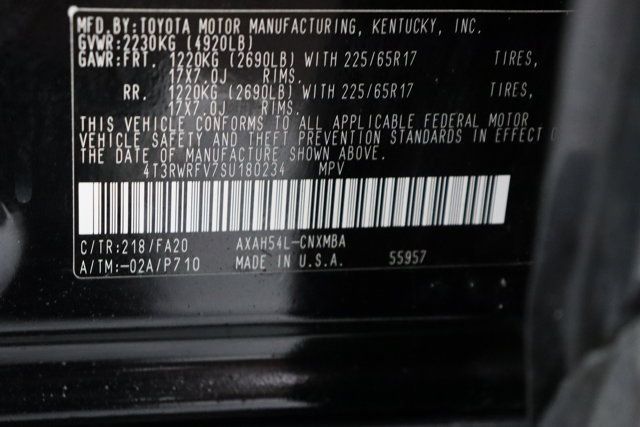 MFD.BY:TOYOTA MOTOR MANUFACTURING, KENTUCKY, INC.
GVWR:2230KG (4920LB)
GAWR:FRT. 1220KG (2690LB) WITH 225/65R17 TIRES,
17X7.0J RIMS.
RR. 1220KG (2690LB) WITH 225/65R17 TIRES,
17X7.0J RIMS.
THIS VEHICLE CONFORMS TO ALL APPLICABLE FEDERAL MOTOR
VEHICLE SAFETY AND THEFT PREVENTION STANDARDS IN EFFECT
THE DATE OF MANUFACTURE SHOWN ABOVE.
4T3RWRFV7SU180234 MPV
C/TR:218/FA20 AXAH54L-CNXMBA
A/TM:-02A/P710 MADE IN U.S.A. 55957